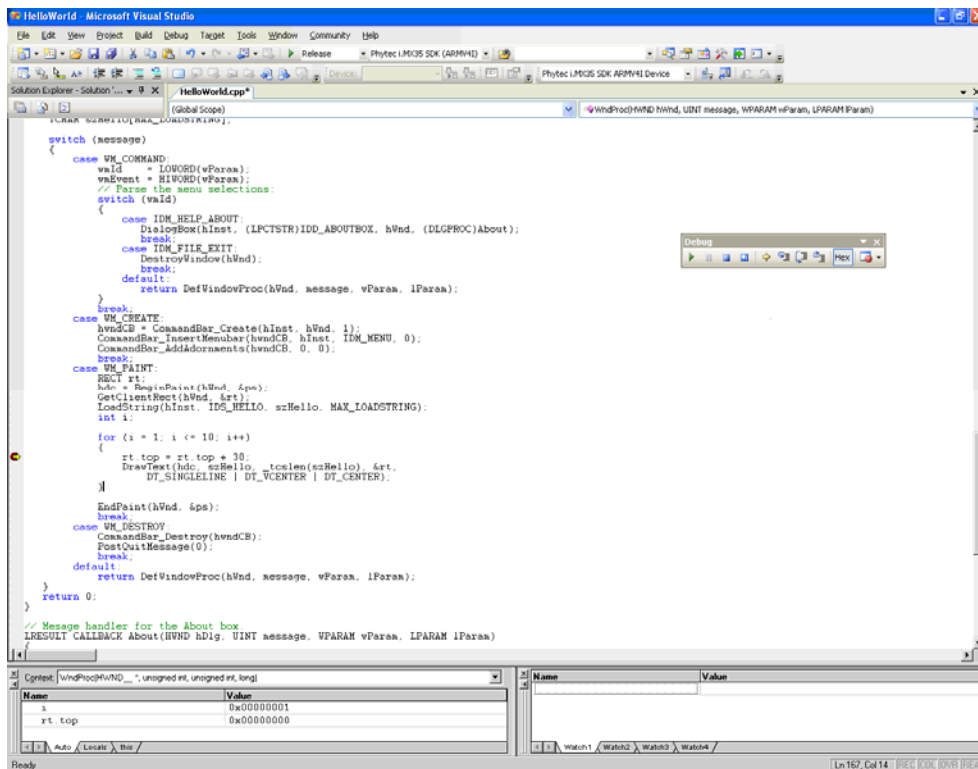 HelloWorld - Microsoft Visual Studio
File Edit View Project Build Debug Target Tools Window Community Help
Release Phytec i.MX35 SDK (ARMV4I)
Device: Phytec i.MX35 SDK ARMV4I Device
Solution Explorer - Solution '... HelloWorld.cpp*
(Global Scope) WndProc(HWND hWnd, UINT message, WPARAM wParam, LPARAM lParam)
TCHAR szHello[MAX_LOADSTRING];
switch (message)
{
case WM_COMMAND:
wmId = LOWORD(wParam);
wmEvent = HIWORD(wParam);
// Parse the menu selections:
switch (wmId)
{
case IDM_HELP_ABOUT:
DialogBox(hInst, (LPCTSTR)IDD_ABOUTBOX, hWnd, (DLGPROC)About);
break;
case IDM_FILE_EXIT:
DestroyWindow(hWnd);
break;
default:
return DefWindowProc(hWnd, message, wParam, lParam);
}
break;
case WM_CREATE:
hwndCB = CommandBar_Create(hInst, hWnd, 1);
CommandBar_InsertMenubar(hwndCB, hInst, IDM_MENU, 0);
CommandBar_AddAdornments(hwndCB, 0, 0);
break;
case WM_PAINT:
RECT rt;
hdc = BeginPaint(hWnd, &ps);
GetClientRect(hWnd, &rt);
LoadString(hInst, IDS_HELLO, szHello, MAX_LOADSTRING);
int i;
for (i = 1; i <= 10; i++)
{
rt.top = rt.top + 30;
DrawText(hdc, szHello, _tcslen(szHello), &rt,
DT_SINGLELINE | DT_VCENTER | DT_CENTER);
}
EndPaint(hWnd, &ps);
break;
case WM_DESTROY:
CommandBar_Destroy(hwndCB);
PostQuitMessage(0);
break;
default:
return DefWindowProc(hWnd, message, wParam, lParam);
}
return 0;
}
// Mesage handler for the About box.
LRESULT CALLBACK About(HWND hDlg, UINT message, WPARAM wParam, LPARAM lParam)
{
Debug
Hex
Context: WndProc(HWND__ *, unsigned int, unsigned int, long)
Name Value
i 0x00000001
rt.top 0x00000000
Auto Locals this
Name Value
Watch1 Watch2 Watch3 Watch4
Ready Ln 167, Col 14 REC COL OVR REA